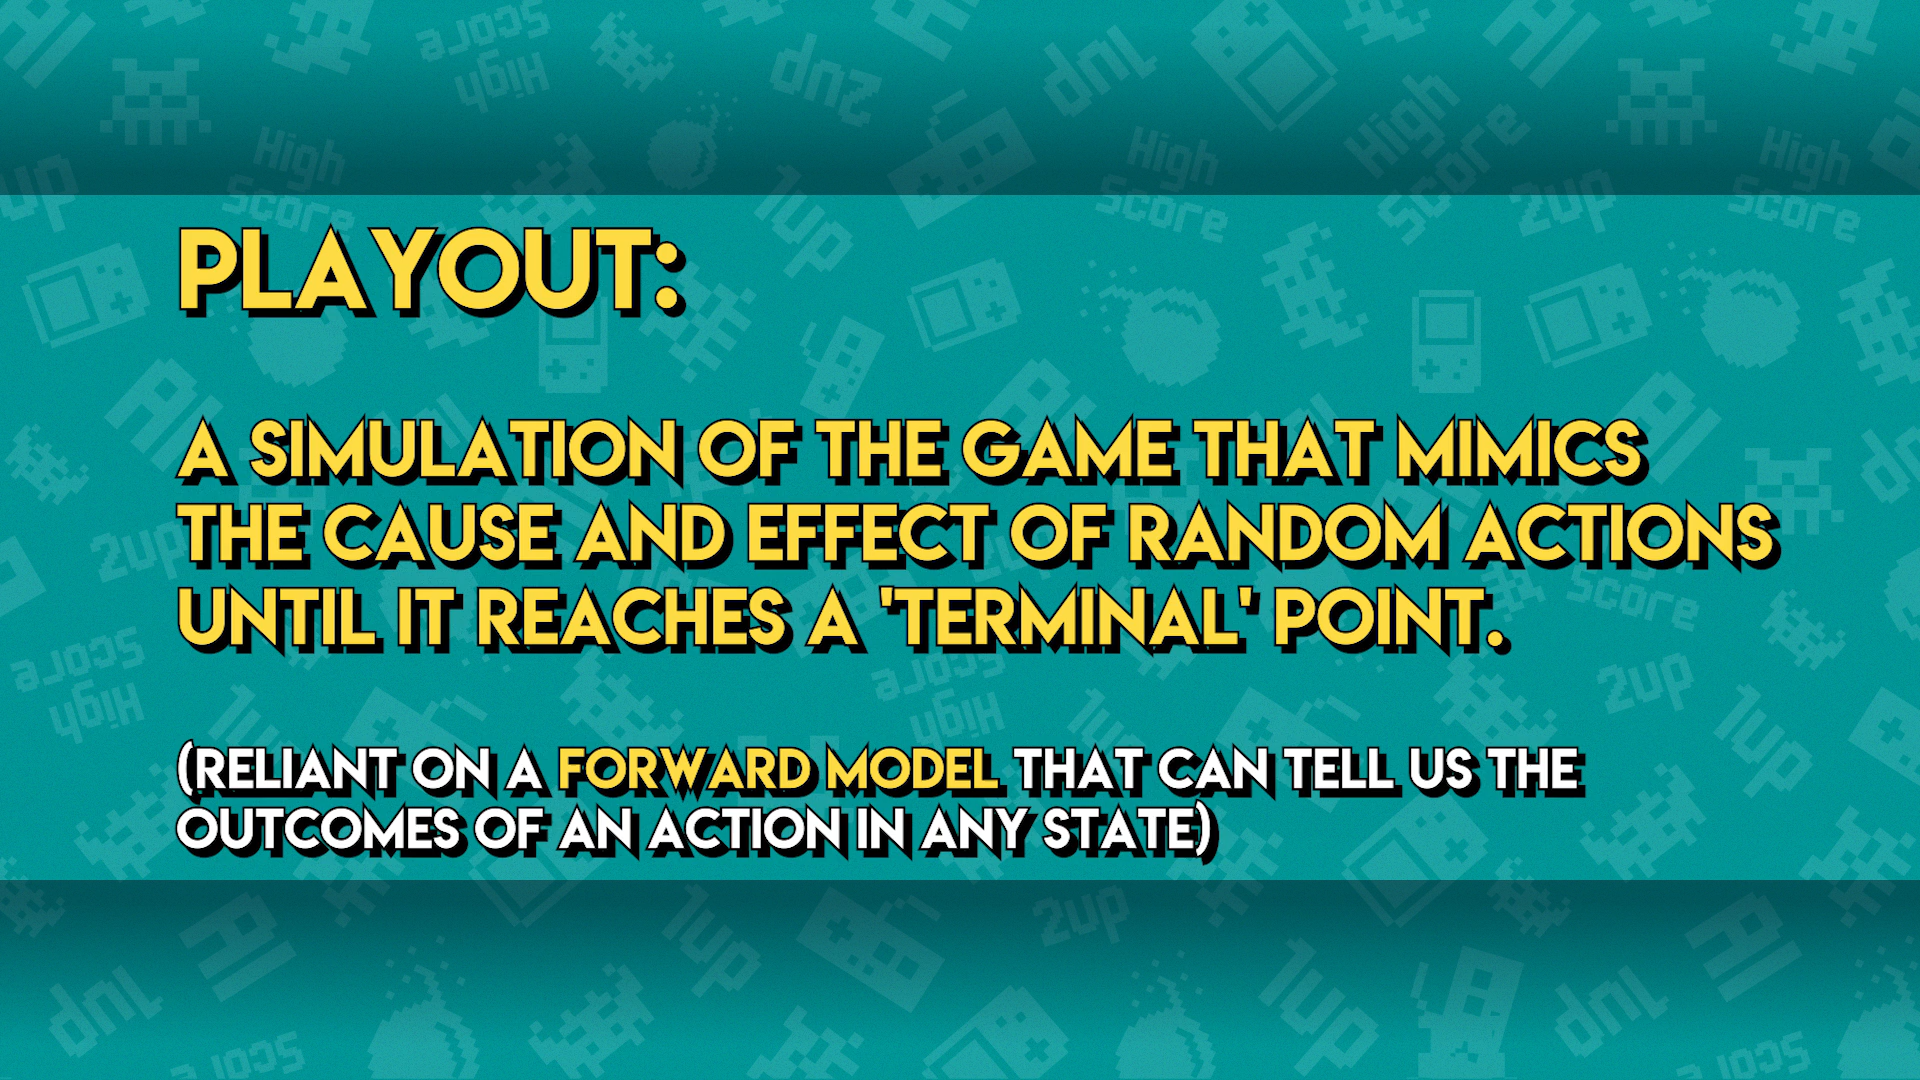 PLAYOUT:
A SIMULATION OF THE GAME THAT MIMICS
THE CAUSE AND EFFECT OF RANDOM ACTIONS
UNTIL IT REACHES A 'TERMINAL' POINT.
(RELIANT ON A FORWARD MODEL THAT CAN TELL US THE
OUTCOMES OF AN ACTION IN ANY STATE)